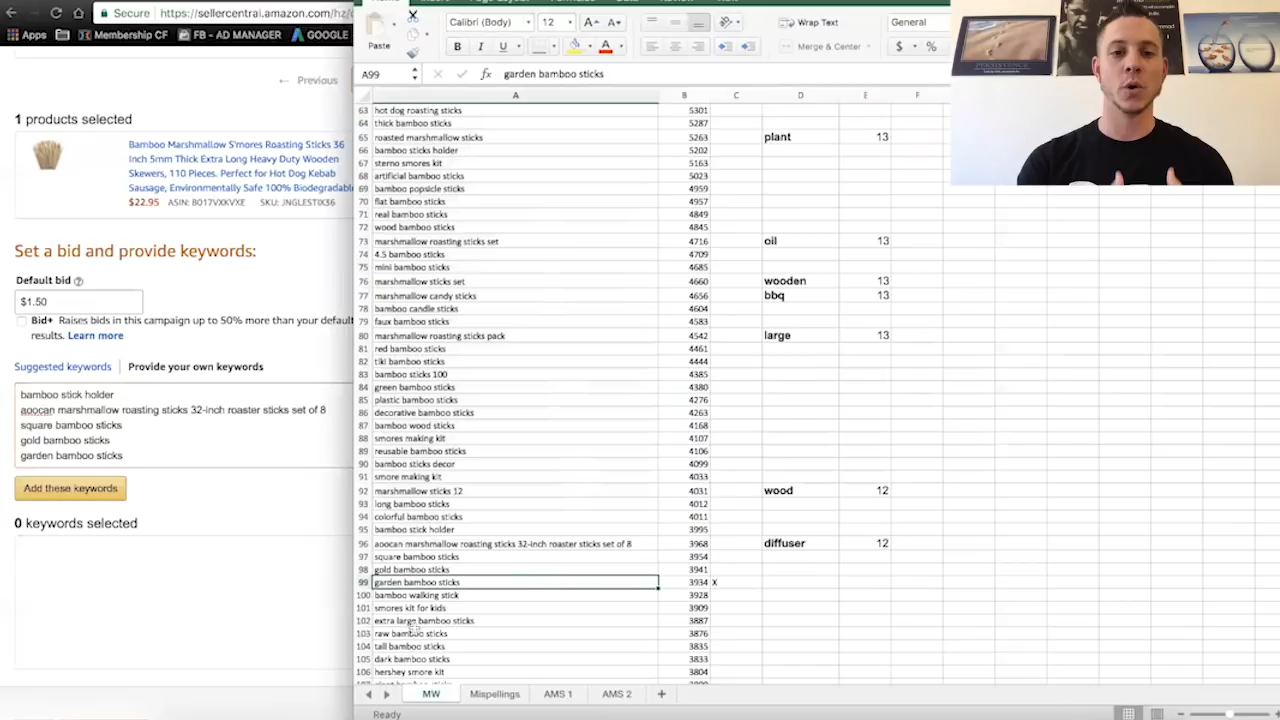 Secure https://sellercentral.amazon.com/hz/
Apps Membership CF FB - AD MANAGER GOOGLE
← Previous
1 products selected
Bamboo Marshmallow S'mores Roasting Sticks 36
Inch 5mm Thick Extra Long Heavy Duty Wooden
Skewers, 110 Pieces. Perfect for Hot Dog Kebab
Sausage, Environmentally Safe 100% Biodegradable
$22.95 ASIN: B017VXKVXE SKU: JNGLESTIX36
Set a bid and provide keywords:
Default bid
$1.50
Bid+ Raises bids in this campaign up to 50% more than your default
results. Learn more
Suggested keywords Provide your own keywords
bamboo stick holder
aoocan marshmallow roasting sticks 32-inch roaster sticks set of 8
square bamboo sticks
gold bamboo sticks
garden bamboo sticks
Add these keywords
0 keywords selected
Paste
Calibri (Body) 12 A A
B I U A
Wrap Text
Merge & Center
General
$ %
A99 fx garden bamboo sticks
A B C D E F
63 hot dog roasting sticks 5301
64 thick bamboo sticks 5287
65 roasted marshmallow sticks 5263 plant 13
66 bamboo sticks holder 5202
67 sterno smores kit 5163
68 artificial bamboo sticks 5023
69 bamboo popsicle sticks 4959
70 flat bamboo sticks 4957
71 real bamboo sticks 4849
72 wood bamboo sticks 4845
73 marshmallow roasting sticks set 4716 oil 13
74 4.5 bamboo sticks 4709
75 mini bamboo sticks 4685
76 marshmallow sticks set 4660 wooden 13
77 marshmallow candy sticks 4656 bbq 13
78 bamboo candle sticks 4604
79 faux bamboo sticks 4583
80 marshmallow roasting sticks pack 4542 large 13
81 red bamboo sticks 4461
82 tiki bamboo sticks 4444
83 bamboo sticks 100 4385
84 green bamboo sticks 4380
85 plastic bamboo sticks 4276
86 decorative bamboo sticks 4263
87 bamboo wood sticks 4168
88 smores making kit 4107
89 reusable bamboo sticks 4106
90 bamboo sticks decor 4099
91 smore making kit 4033
92 marshmallow sticks 12 4031 wood 12
93 long bamboo sticks 4012
94 colorful bamboo sticks 4011
95 bamboo stick holder 3995
96 aoocan marshmallow roasting sticks 32-inch roaster sticks set of 8 3968 diffuser 12
97 square bamboo sticks 3954
98 gold bamboo sticks 3941
99 garden bamboo sticks 3934 X
100 bamboo walking stick 3928
101 smores kit for kids 3909
102 extra large bamboo sticks 3887
103 raw bamboo sticks 3876
104 tall bamboo sticks 3835
105 dark bamboo sticks 3833
106 hershey smore kit 3804
MW Mispellings AMS 1 AMS 2 +
Ready
PERSISTENCE